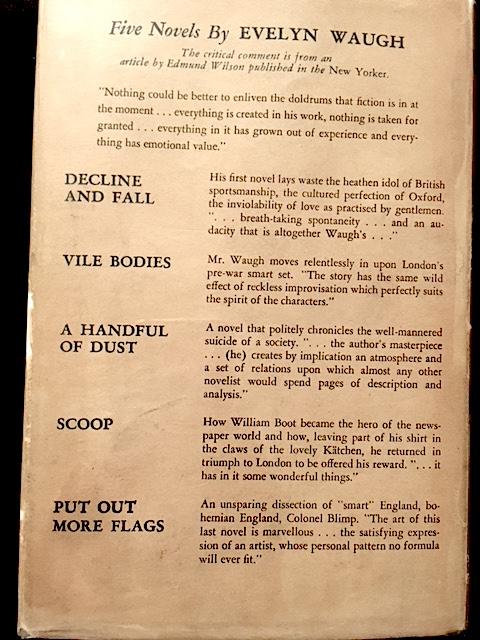 Five Novels By EVELYN WAUGH
The critical comment is from an
article by Edmund Wilson published in the New Yorker.
"Nothing could be better to enliven the doldrums that fiction is in at
the moment . . . everything is created in his work, nothing is taken for
granted . . . everything in it has grown out of experience and every-
thing has emotional value."
DECLINE
AND FALL
His first novel lays waste the heathen idol of British
sportsmanship, the cultured perfection of Oxford,
the inviolability of love as practised by gentlemen.
". . . breath-taking spontaneity . . . and an au-
dacity that is altogether Waugh's . . ."
VILE BODIES
Mr. Waugh moves relentlessly in upon London's
pre-war smart set. "The story has the same wild
effect of reckless improvisation which perfectly suits
the spirit of the characters."
A HANDFUL
OF DUST
A novel that politely chronicles the well-mannered
suicide of a society. ". . . the author's masterpiece
. . . (he) creates by implication an atmosphere and
a set of relations upon which almost any other
novelist would spend pages of description and
analysis."
SCOOP
How William Boot became the hero of the news-
paper world and how, leaving part of his shirt in
the claws of the lovely Kätchen, he returned in
triumph to London to be offered his reward. ". . . it
has in it some wonderful things."
PUT OUT
MORE FLAGS
An unsparing dissection of "smart" England, bo-
hemian England, Colonel Blimp. "The art of this
last novel is marvellous . . . the satisfying expres-
sion of an artist, whose personal pattern no formula
will ever fit."